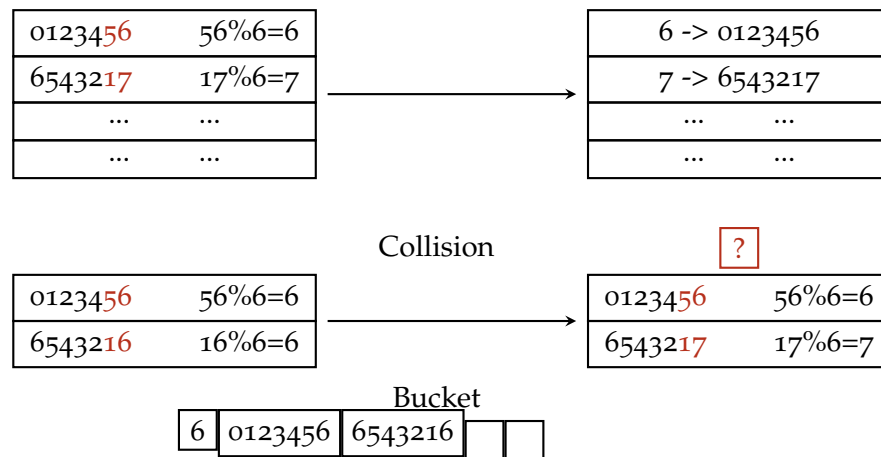 0123456 56%6=6 6 -> 0123456
6543217 17%6=7 7 -> 6543217
... ... ... ...
... ... ... ...
Collision ?
0123456 56%6=6 0123456 56%6=6
6543216 16%6=6 6543217 17%6=7
Bucket
6 0123456 6543216